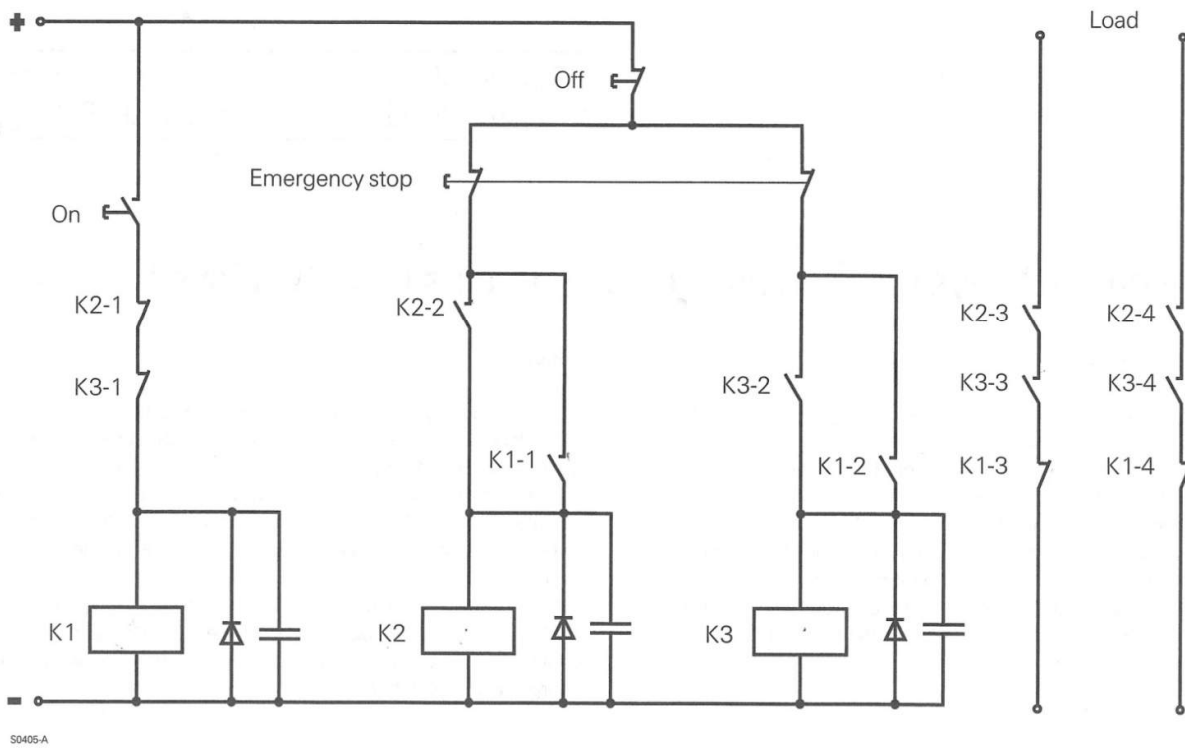 +
Load
Off
Emergency stop
On
K2-1
K2-2
K2-3
K2-4
K3-1
K3-2
K3-3
K3-4
K1-1
K1-2
K1-3
K1-4
K1
K2
K3
-
S0405-A